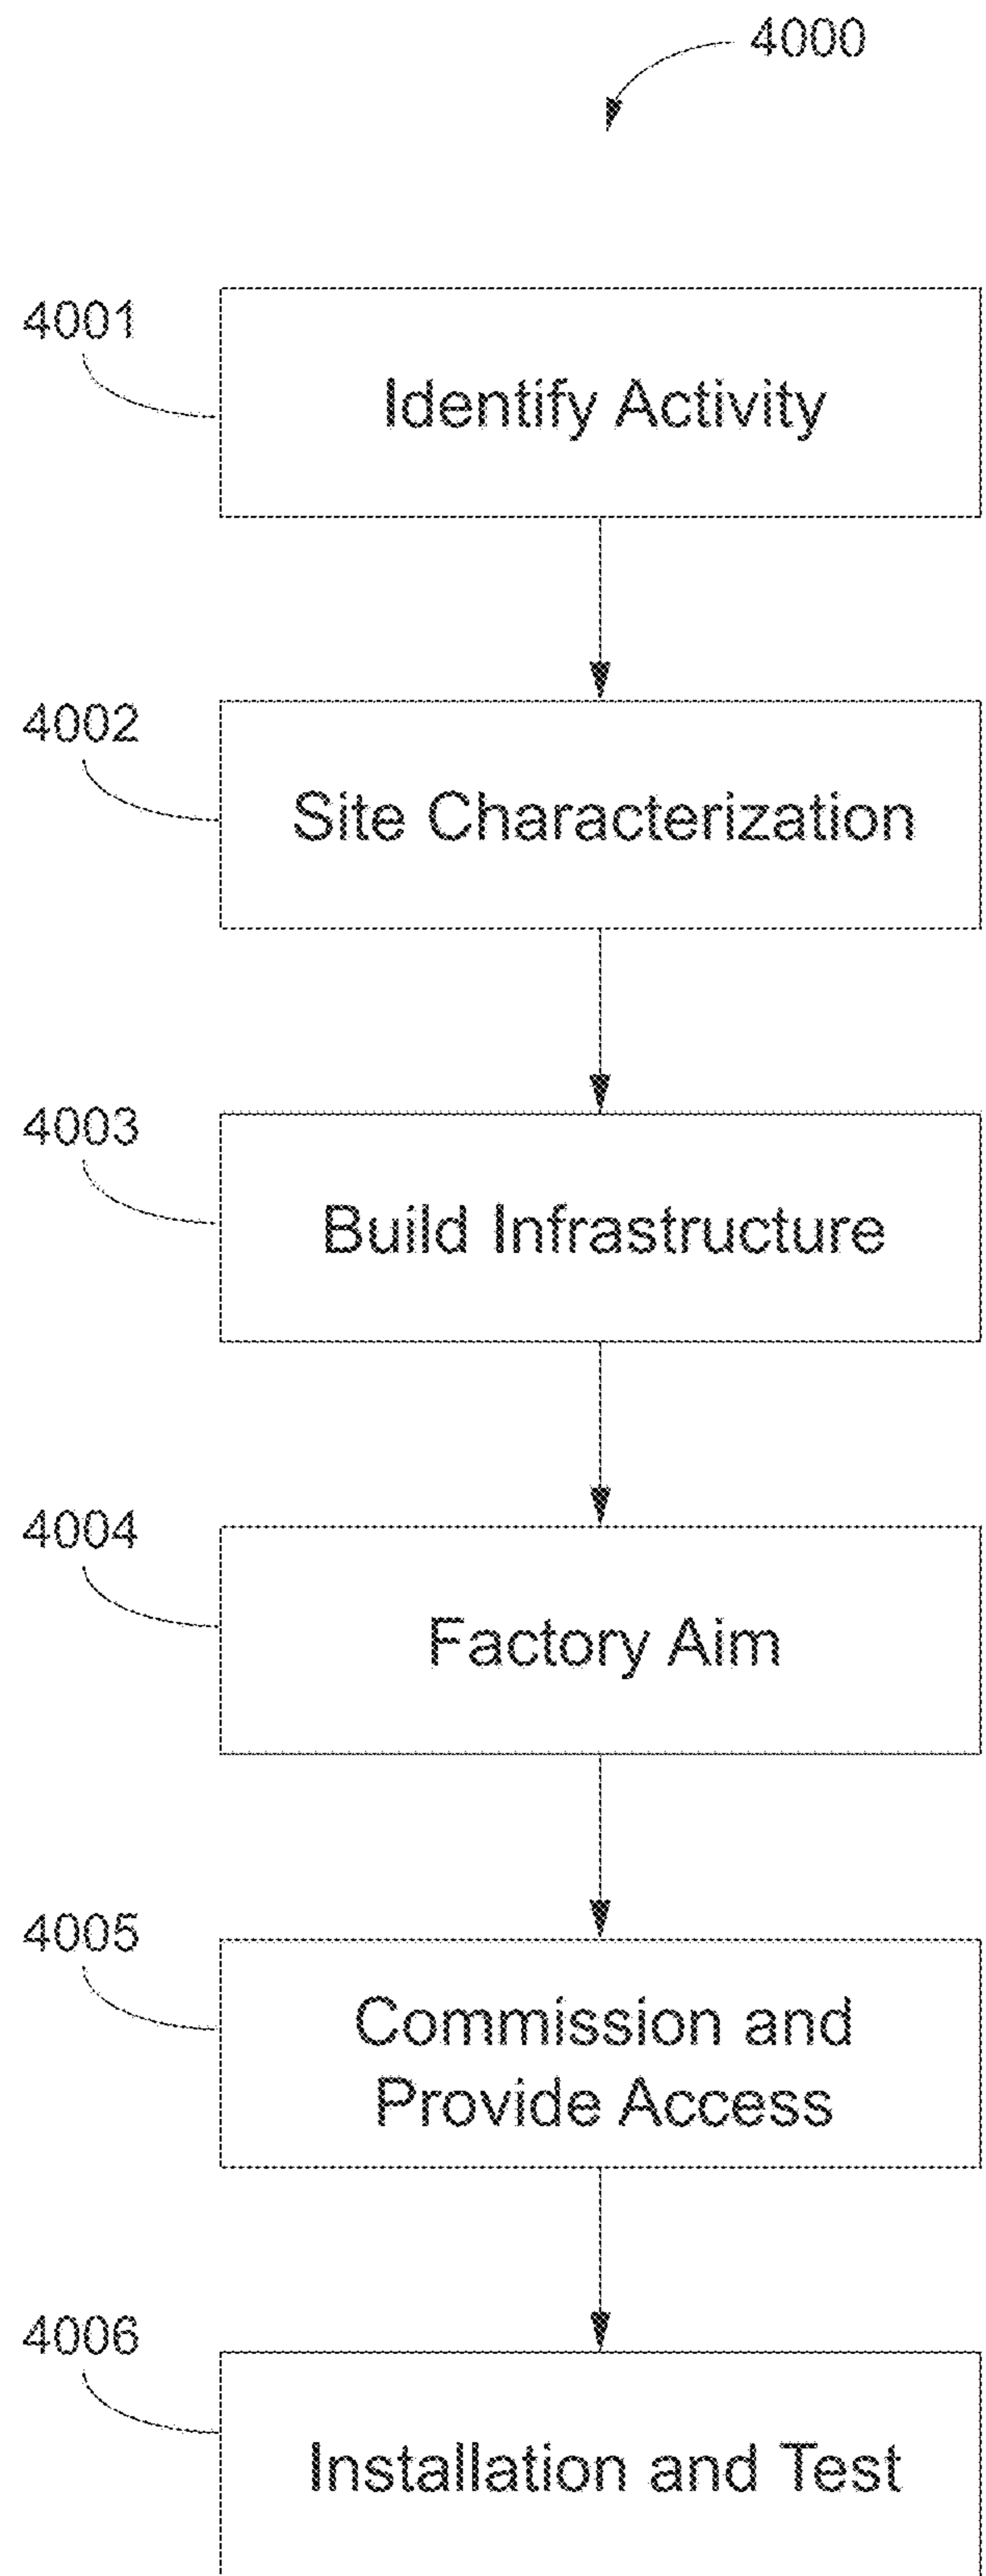 4000
4001
Identify Activity
4002
Site Characterization
4003
Build Infrastructure
4004
Factory Aim
4005
Commission and
Provide Access
4006
Installation and Test